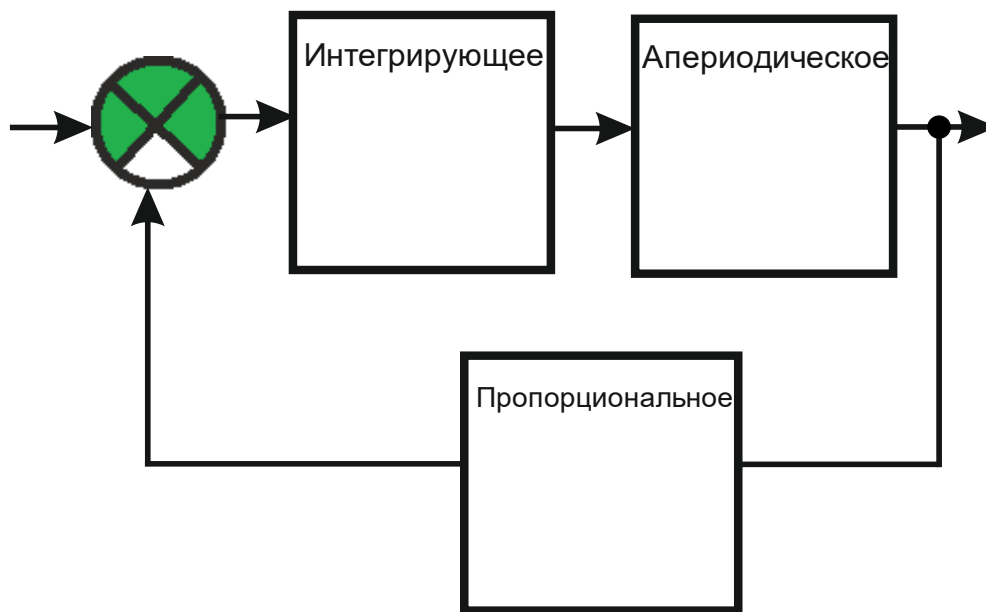 Интегрирующее
Апериодическое
Пропорциональное